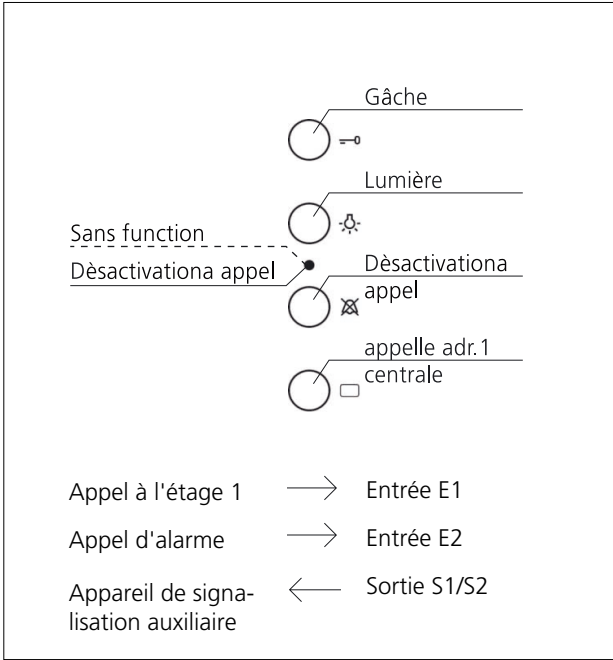 Gâche
Lumière
Sans function
Dèsactivationa appel
Dèsactivationa
appel
appelle adr.1
centrale
Appel à l'étage 1
Entrée E1
Appel d'alarme
Entrée E2
Appareil de signa-
lisation auxiliaire
Sortie S1/S2